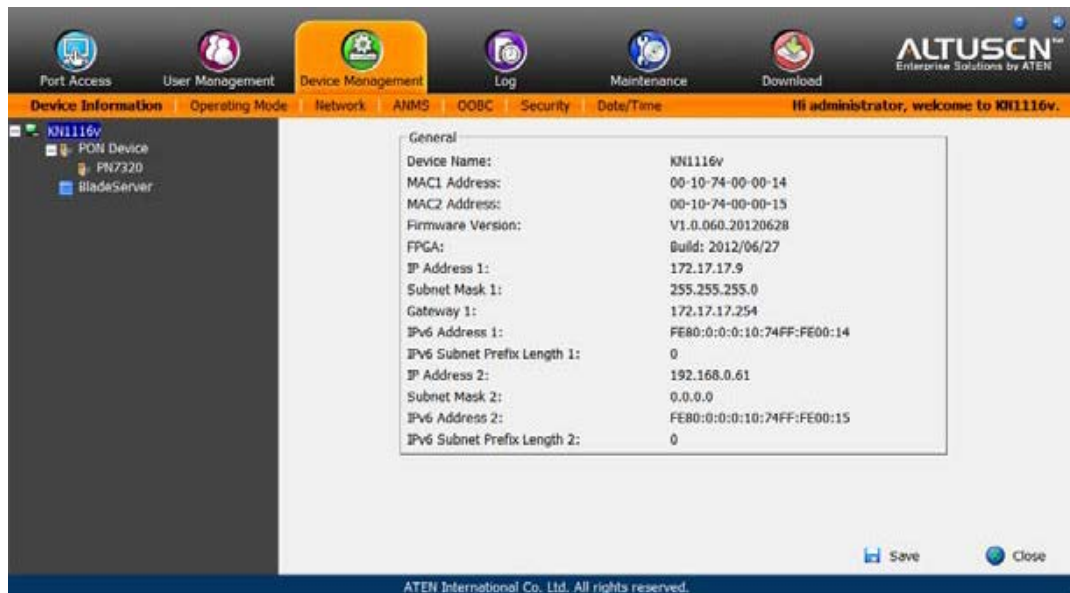 ALTUSCN™
Enterprise Solutions by ATEN
Port Access User Management Device Management Log Maintenance Download
Device Information Operating Mode Network ANMS OOBC Security Date/Time Hi administrator, welcome to KN1116v.
KN1116v
PON Device
PN7320
BladeServer
General
Device Name: KN1116v
MAC1 Address: 00-10-74-00-00-14
MAC2 Address: 00-10-74-00-00-15
Firmware Version: V1.0.060.20120628
FPGA: Build: 2012/06/27
IP Address 1: 172.17.17.9
Subnet Mask 1: 255.255.255.0
Gateway 1: 172.17.17.254
IPv6 Address 1: FE80:0:0:0:10:74FF:FE00:14
IPv6 Subnet Prefix Length 1: 0
IP Address 2: 192.168.0.61
Subnet Mask 2: 0.0.0.0
IPv6 Address 2: FE80:0:0:0:10:74FF:FE00:15
IPv6 Subnet Prefix Length 2: 0
Save Close
ATEN International Co. Ltd. All rights reserved.